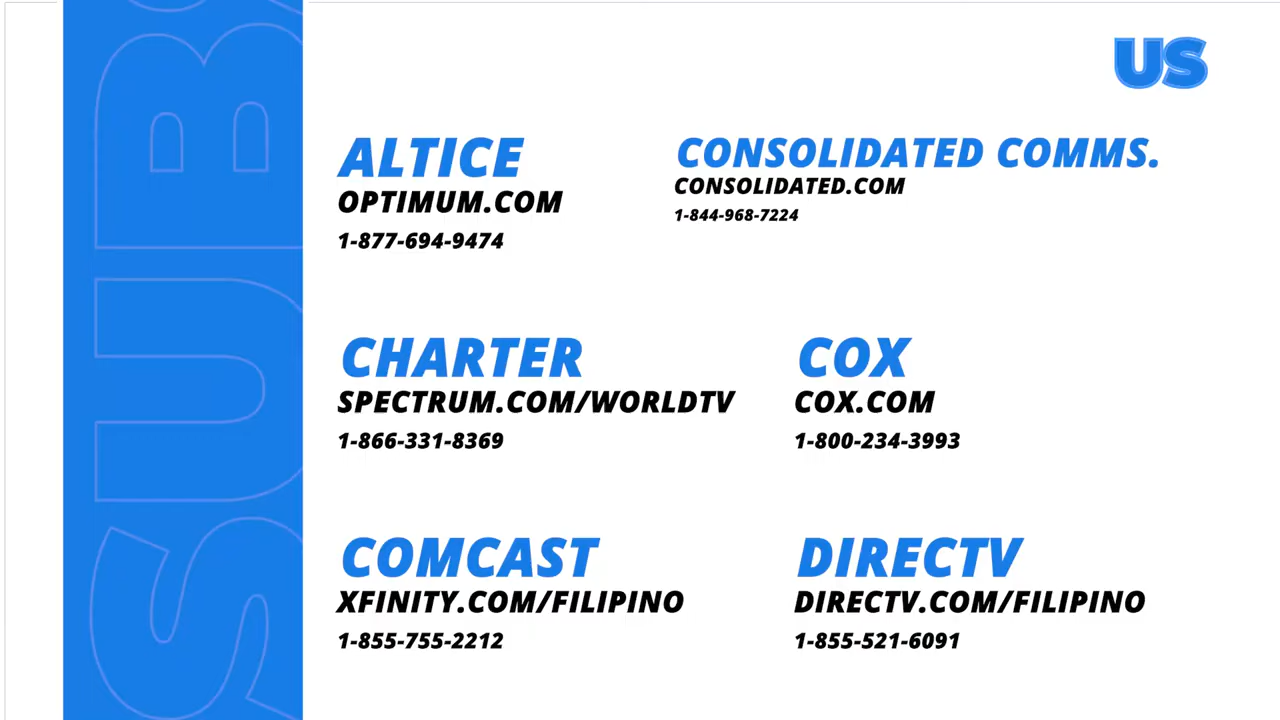 US
ALTICE
OPTIMUM.COM
1-877-694-9474
CONSOLIDATED COMMS.
CONSOLIDATED.COM
1-844-968-7224
CHARTER
SPECTRUM.COM/WORLDTV
1-866-331-8369
COX
COX.COM
1-800-234-3993
COMCAST
XFINITY.COM/FILIPINO
1-855-755-2212
DIRECTV
DIRECTV.COM/FILIPINO
1-855-521-6091
SUB